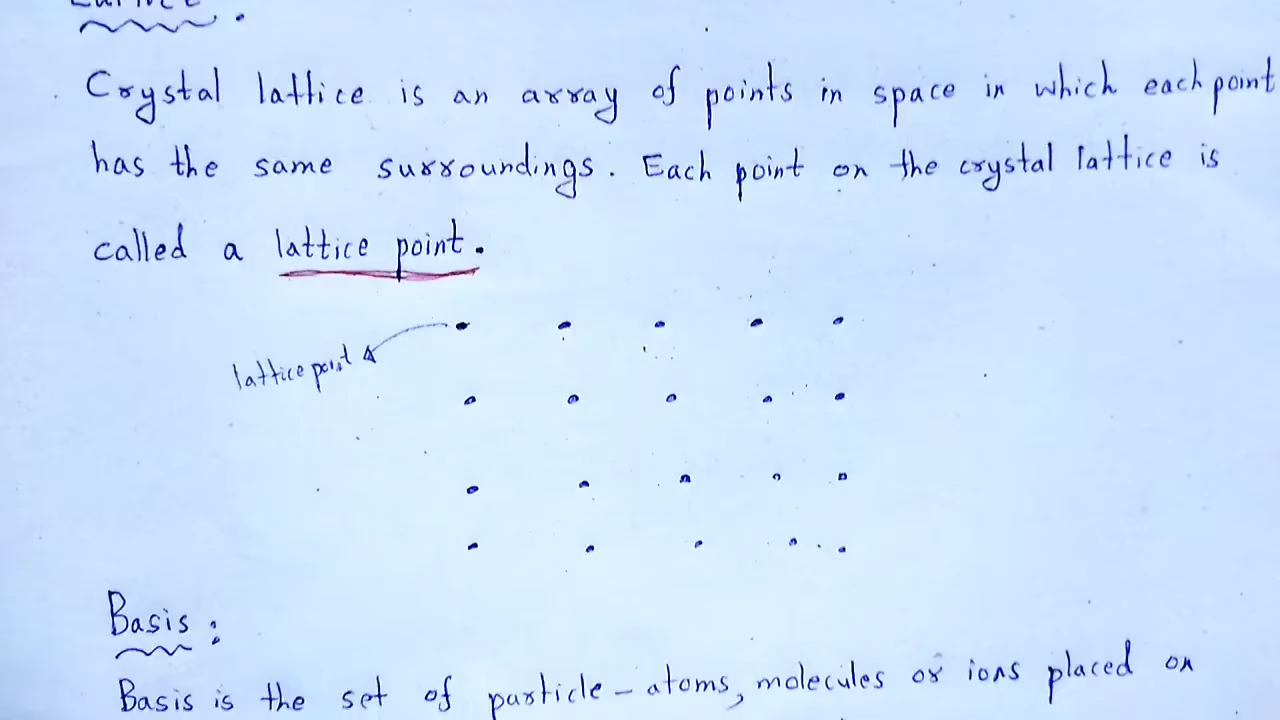 Crystal lattice is an array of points in space in which each point
has the same surroundings. Each point on the crystal lattice is
called a lattice point.
lattice point
Basis :
Basis is the set of particle - atoms, molecules or ions placed on